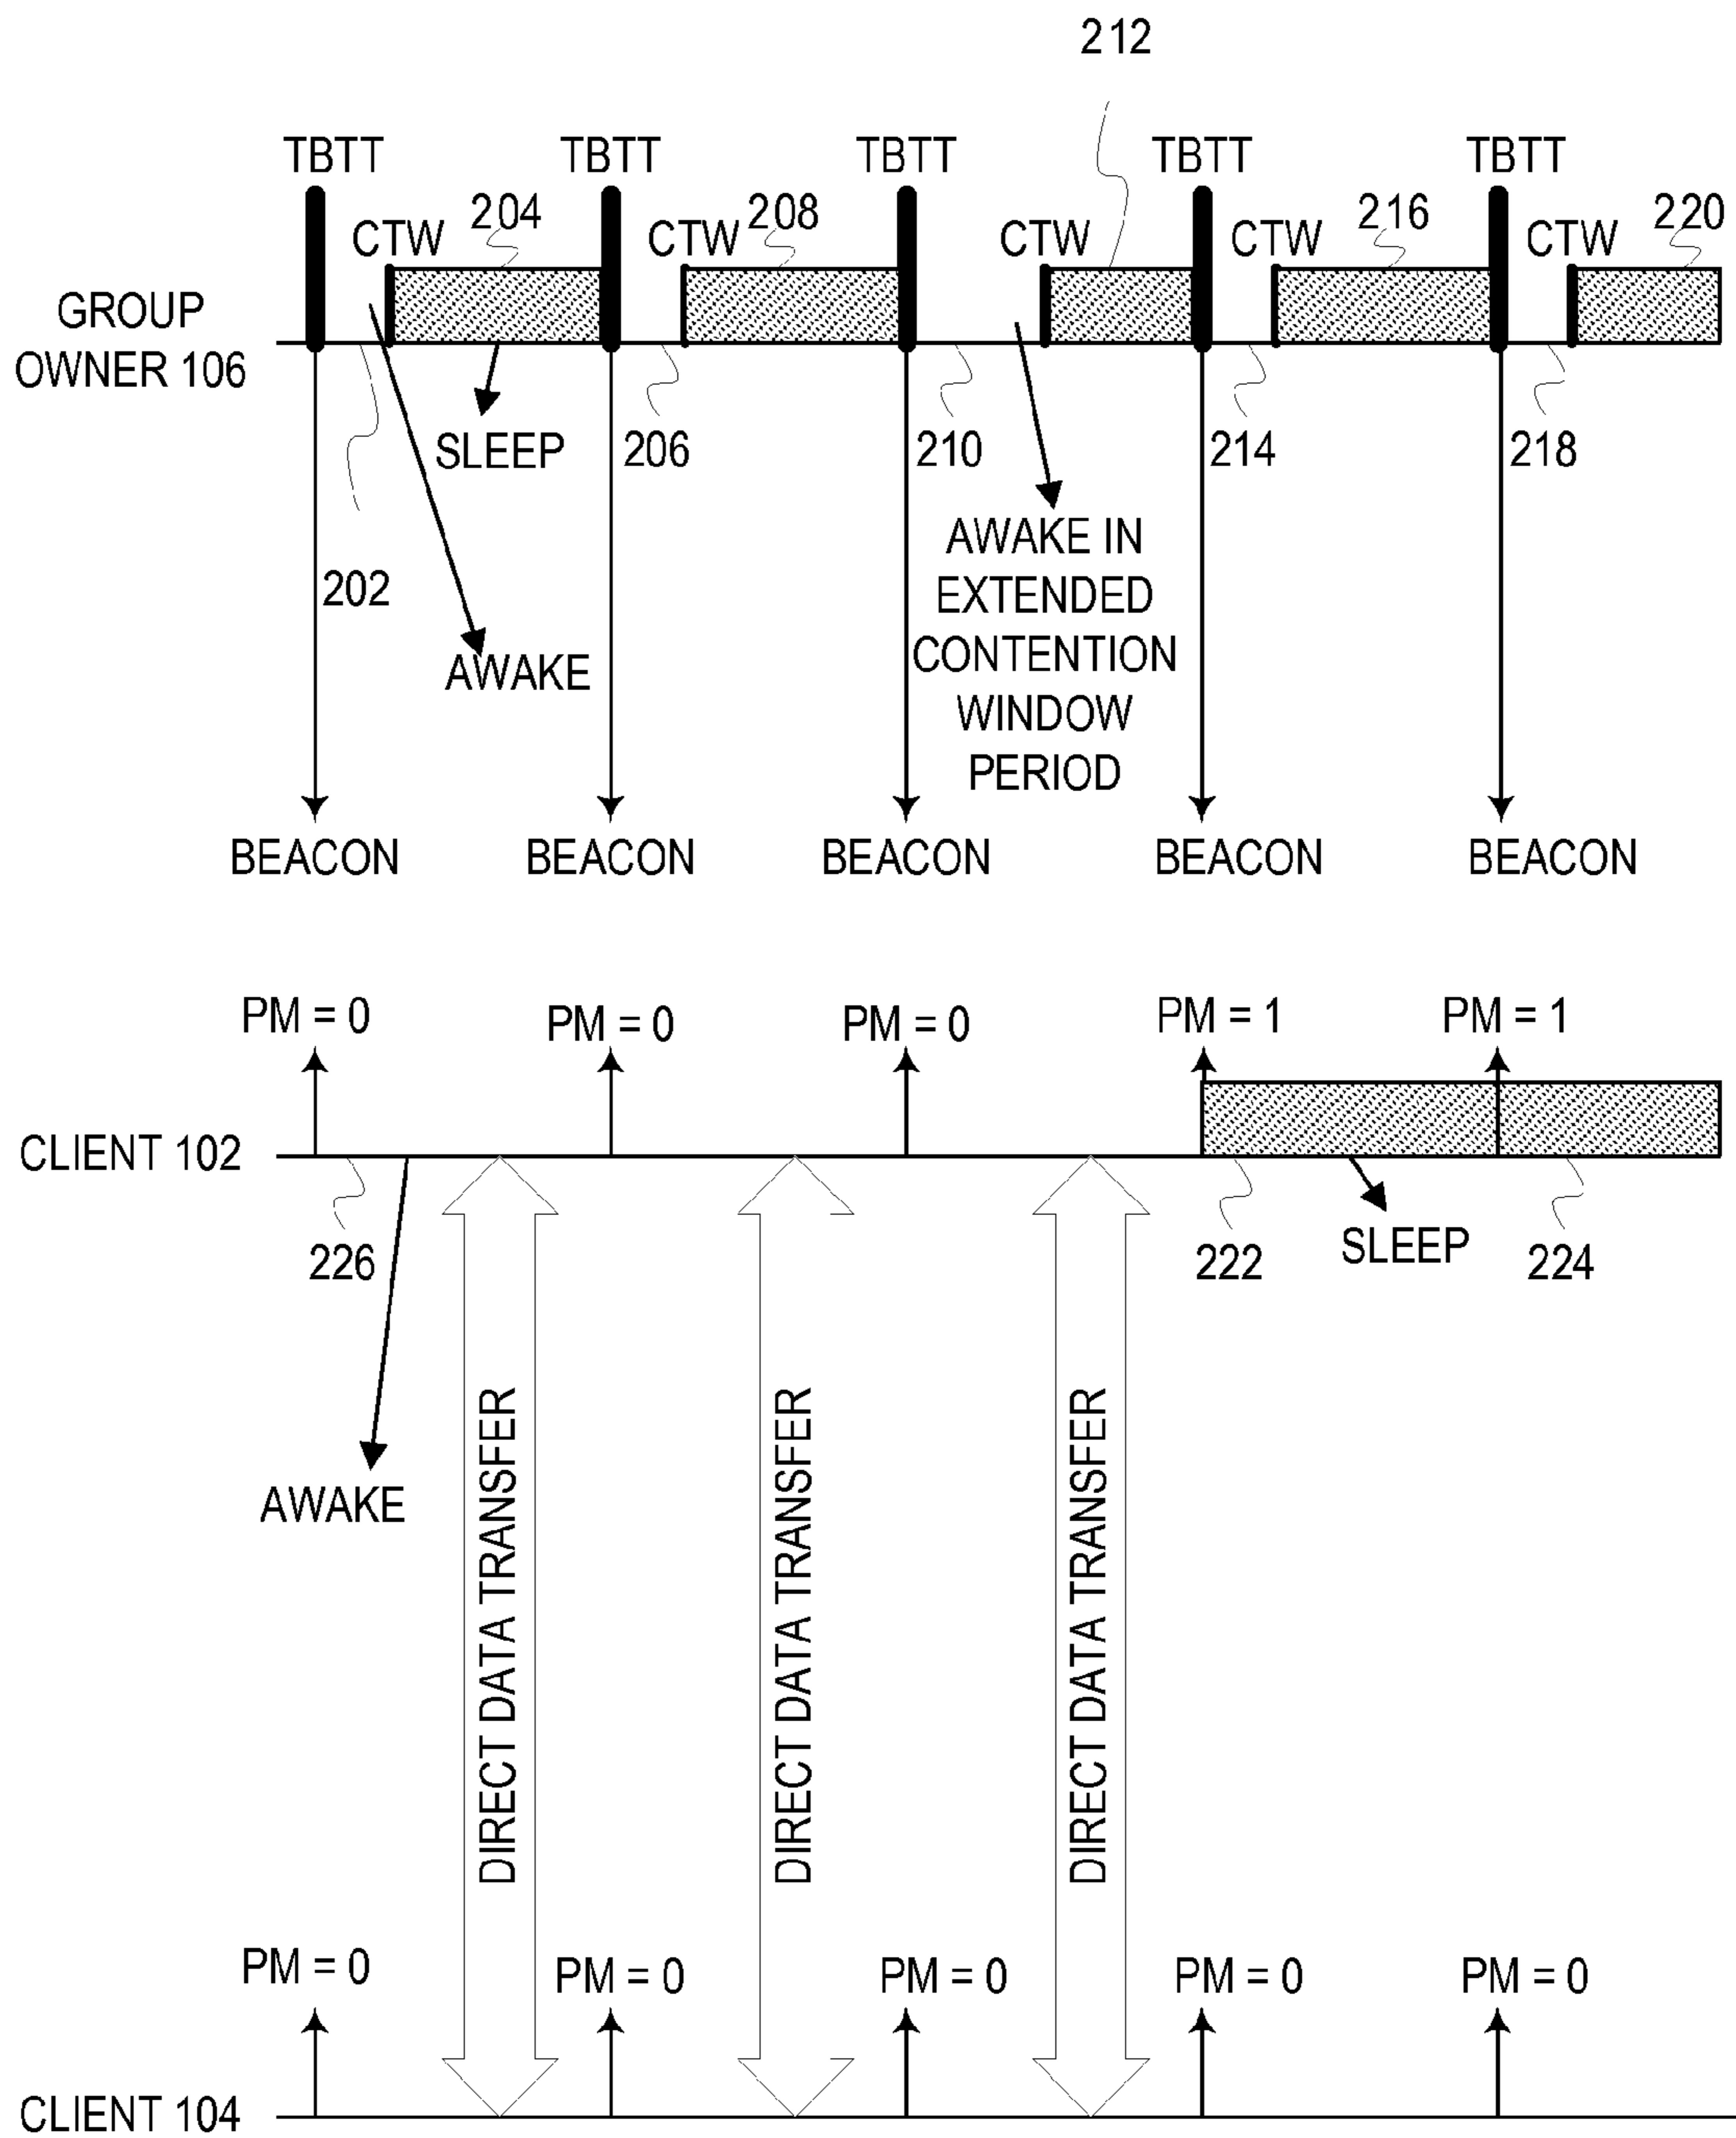 212
TBTT TBTT TBTT TBTT TBTT
CTW 204 CTW 208 CTW CTW 216 CTW 220
GROUP
OWNER 106
SLEEP 206 210 214 218
AWAKE IN
EXTENDED
CONTENTION
WINDOW
PERIOD
202
AWAKE
BEACON BEACON BEACON BEACON BEACON
PM = 0 PM = 0 PM = 0 PM = 1 PM = 1
CLIENT 102
226 222 SLEEP 224
AWAKE
DIRECT DATA TRANSFER
DIRECT DATA TRANSFER
DIRECT DATA TRANSFER
PM = 0 PM = 0 PM = 0 PM = 0 PM = 0
CLIENT 104